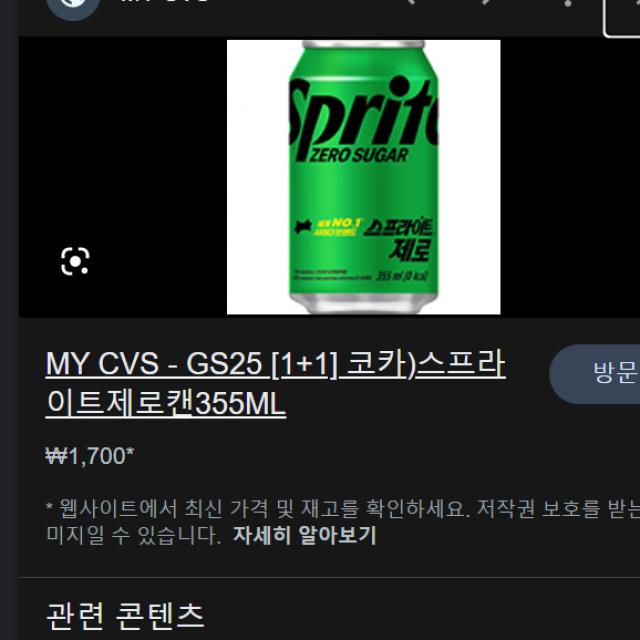 Sprite
ZERO SUGAR
NO.1
스프라이트
제로
355 ml (0 kcal)
MY CVS - GS25 [1+1] 코카)스프라
이트제로캔355ML
방문
₩1,700*
* 웹사이트에서 최신 가격 및 재고를 확인하세요. 저작권 보호를 받는
미지일 수 있습니다. 자세히 알아보기
관련 콘텐츠